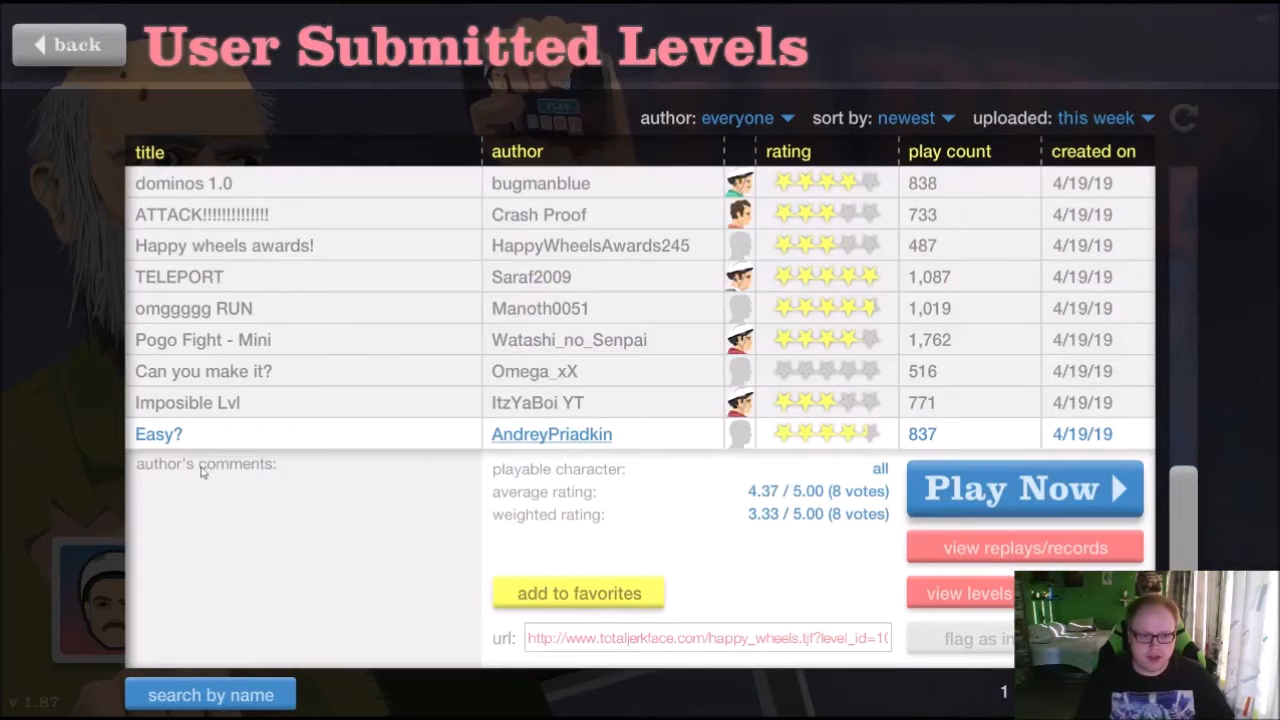 back
User Submitted Levels
author: everyone sort by: newest uploaded: this week
title author rating play count created on
dominos 1.0 bugmanblue 838 4/19/19
ATTACK!!!!!!!!!!!!!! Crash Proof 733 4/19/19
Happy wheels awards! HappyWheelsAwards245 487 4/19/19
TELEPORT Saraf2009 1,087 4/19/19
omggggg RUN Manoth0051 1,019 4/19/19
Pogo Fight - Mini Watashi_no_Senpai 1,762 4/19/19
Can you make it? Omega_xX 516 4/19/19
Imposible Lvl ItzYaBoi YT 771 4/19/19
Easy? AndreyPriadkin 837 4/19/19
author's comments:
playable character: all
average rating: 4.37 / 5.00 (8 votes)
weighted rating: 3.33 / 5.00 (8 votes)
Play Now
view replays/records
add to favorites
view levels
url: http://www.totaljerkface.com/happy_wheels.tjf?level_id=1(
flag as in
search by name
1
v 1.87